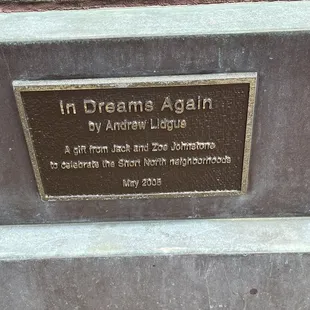 In Dreams Again
by Andrew Lidgus
A gift from Jack and Zoe Johnstone
to celebrate the Short North neighborhoods
May 2005